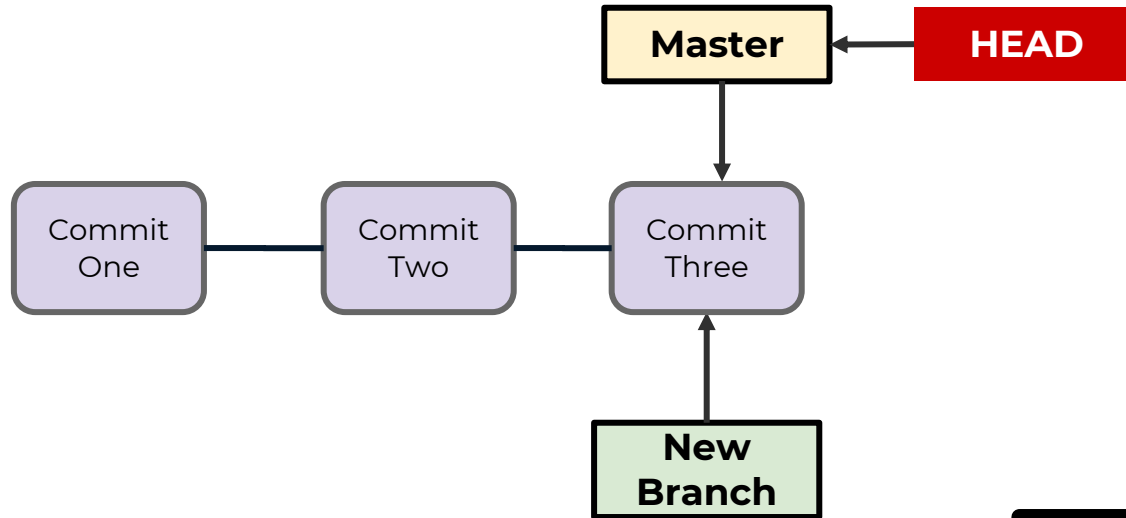 Master
HEAD
Commit
One
Commit
Two
Commit
Three
New
Branch